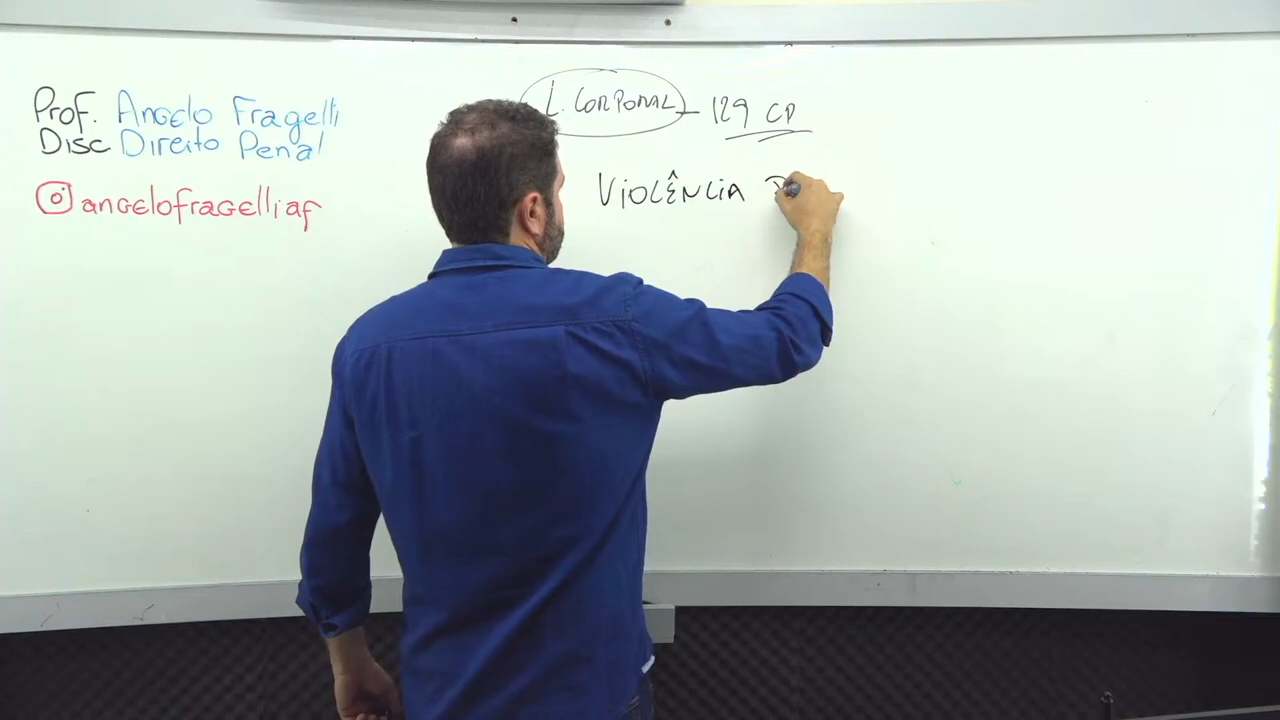 Prof. Angelo Fragelli
Disc Direito Penal
angelofragelliaf
L. CORPORAL — 129 CP
VIOLÊNCIA D